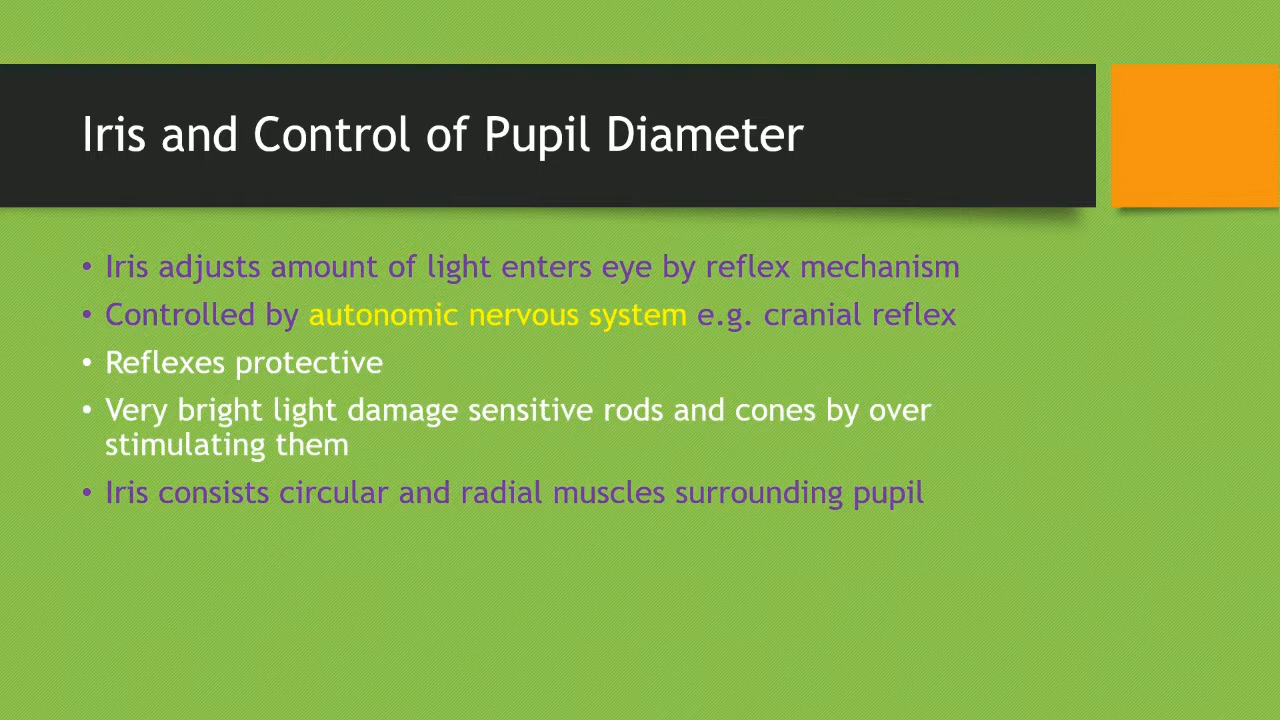 Iris and Control of Pupil Diameter
• Iris adjusts amount of light enters eye by reflex mechanism
• Controlled by autonomic nervous system e.g. cranial reflex
• Reflexes protective
• Very bright light damage sensitive rods and cones by over
stimulating them
• Iris consists circular and radial muscles surrounding pupil